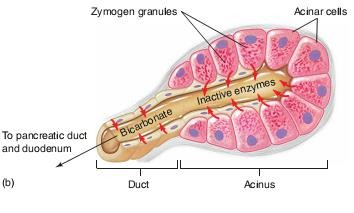 Zymogen granules
Acinar cells
Inactive enzymes
Bicarbonate
To pancreatic duct
and duodenum
(b)
Duct
Acinus